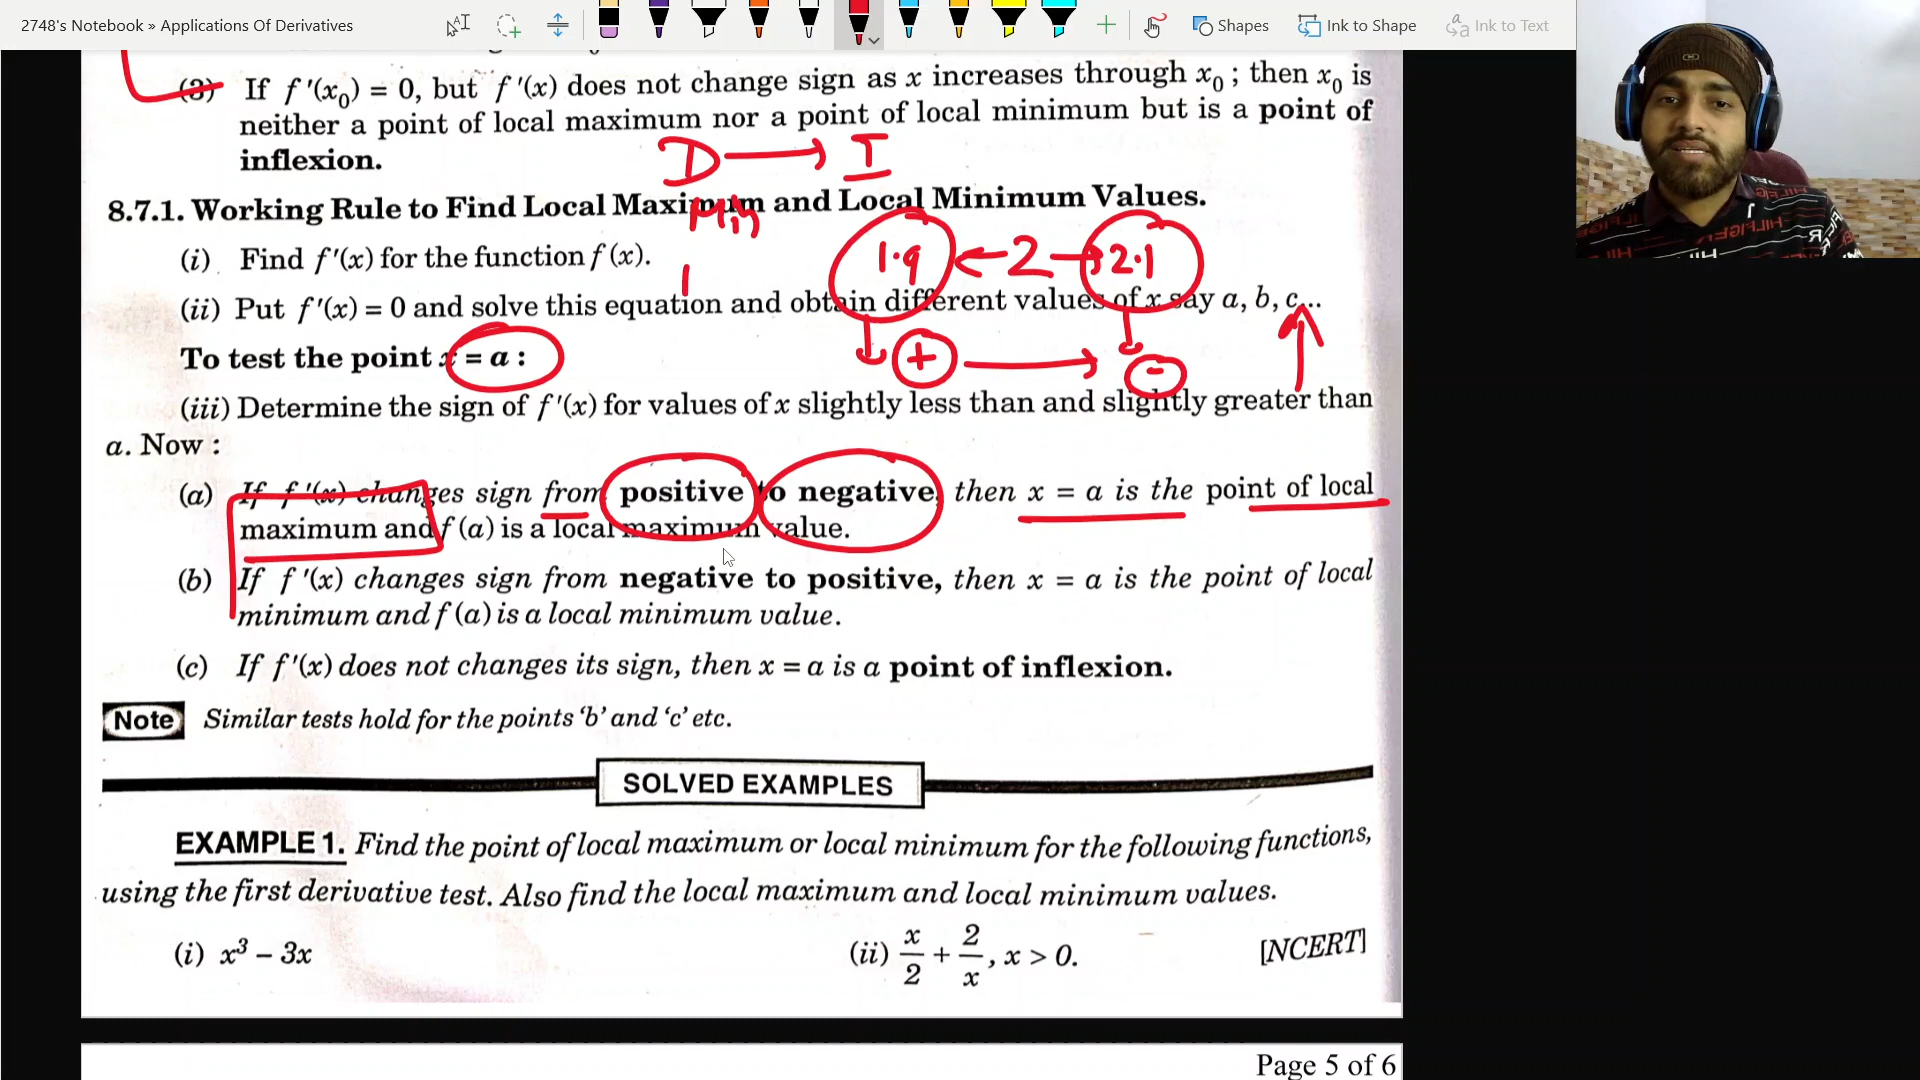 2748's Notebook » Applications Of Derivatives
Shapes
Ink to Shape
Ink to Text
(3) If f '(x₀) = 0, but f '(x) does not change sign as x increases through x₀ ; then x₀ is
neither a point of local maximum nor a point of local minimum but is a point of
inflexion.
D → I
8.7.1. Working Rule to Find Local Maximum and Local Minimum Values.
Min
(i) Find f '(x) for the function f (x).
1.9 ← 2 → 2.1
(ii) Put f '(x) = 0 and solve this equation and obtain different values of x say a, b, c...
To test the point x = a :
+ → -
(iii) Determine the sign of f '(x) for values of x slightly less than and slightly greater than
a. Now :
(a) If f '(x) changes sign from positive to negative, then x = a is the point of local
maximum and f (a) is a local maximum value.
(b) If f '(x) changes sign from negative to positive, then x = a is the point of local
minimum and f (a) is a local minimum value.
(c) If f '(x) does not changes its sign, then x = a is a point of inflexion.
Note Similar tests hold for the points ‘b’ and ‘c’ etc.
SOLVED EXAMPLES
EXAMPLE 1. Find the point of local maximum or local minimum for the following functions,
using the first derivative test. Also find the local maximum and local minimum values.
(i) x³ – 3x (ii) x/2 + 2/x , x > 0. [NCERT]
Page 5 of 6